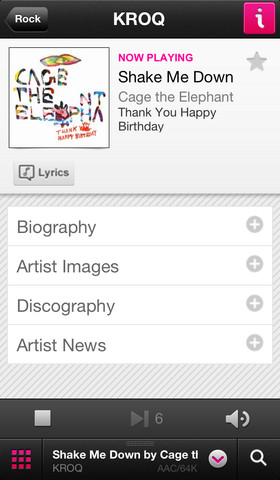 Rock
KROQ
i
CAGE
THE
ELEPHANT
THANK YOU
HAPPY
BIRTHDAY
NOW PLAYING
Shake Me Down
Cage the Elephant
Thank You Happy
Birthday
Lyrics
Biography
Artist Images
Discography
Artist News
6
Shake Me Down by Cage tl
KROQ
AAC/64K